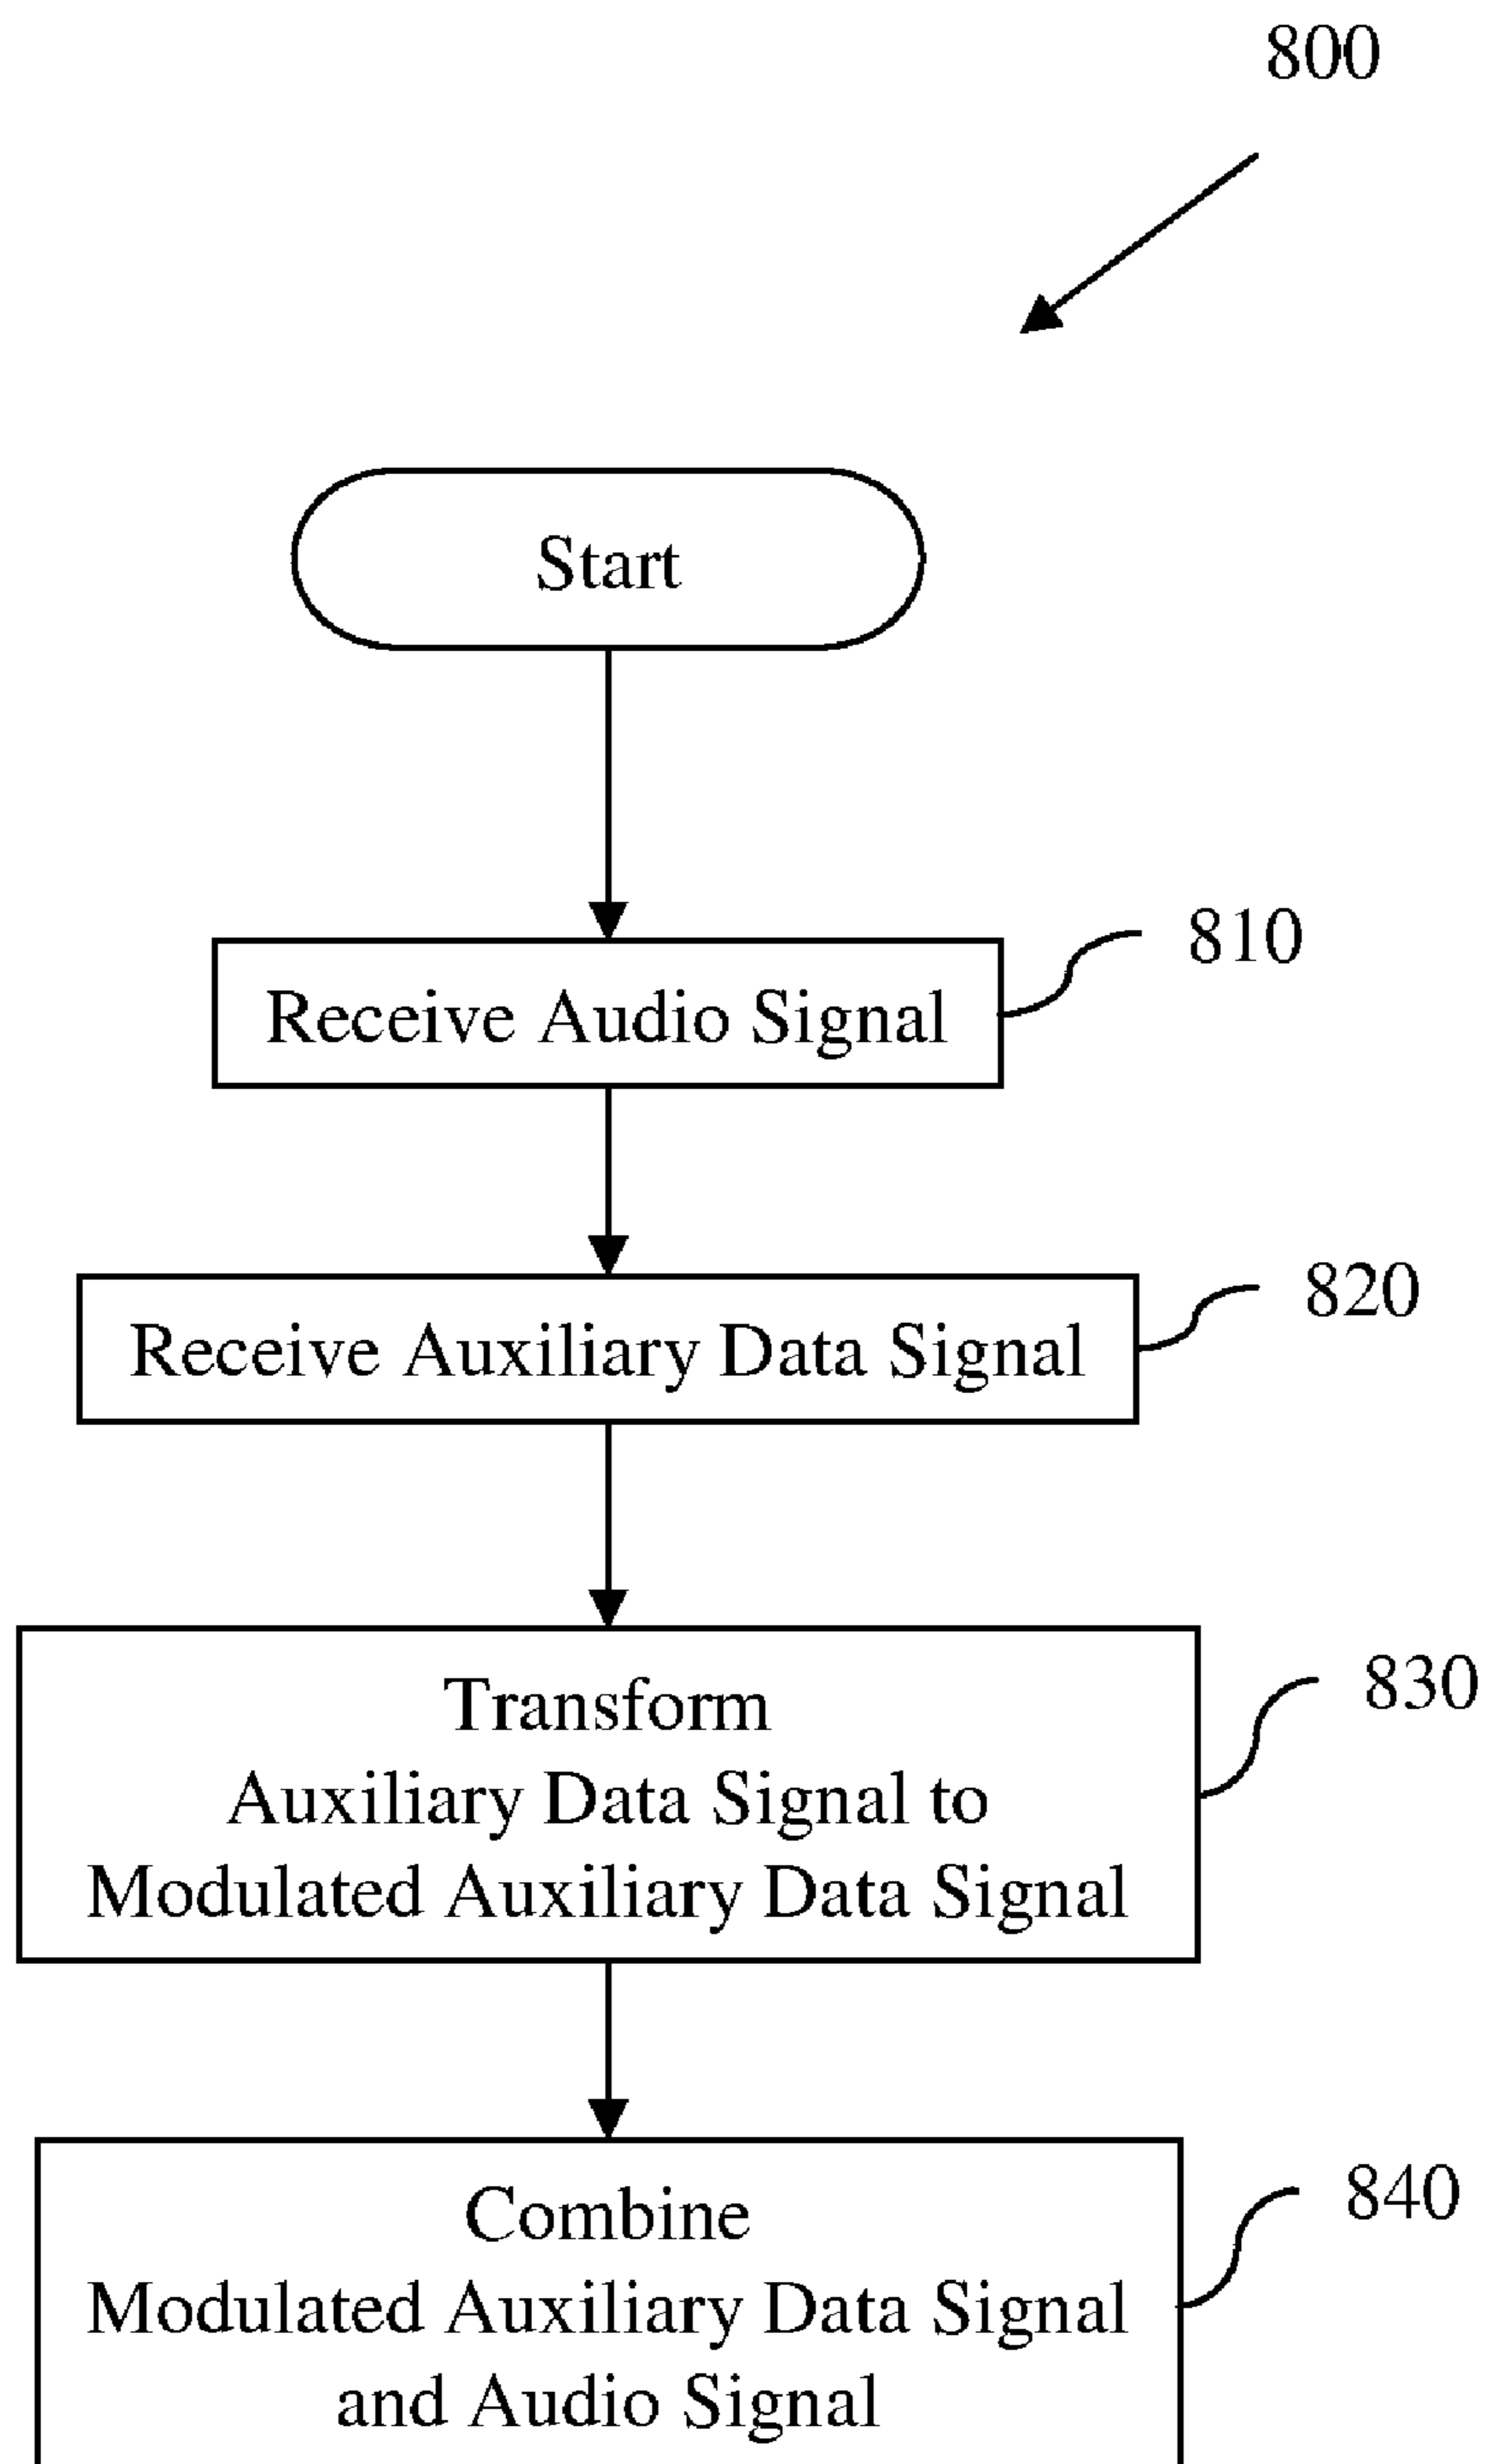 800
Start
810
Receive Audio Signal
820
Receive Auxiliary Data Signal
830
Transform
Auxiliary Data Signal to
Modulated Auxiliary Data Signal
840
Combine
Modulated Auxiliary Data Signal
and Audio Signal